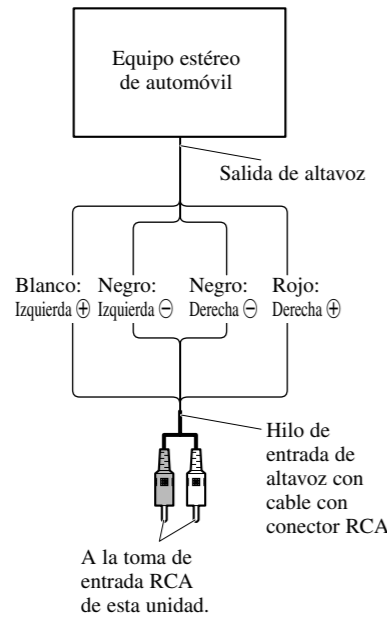 Equipo estéreo
de automóvil
Salida de altavoz
Blanco:
Izquierda ⊕
Negro:
Izquierda ⊖
Negro:
Derecha ⊖
Rojo:
Derecha ⊕
Hilo de
entrada de
altavoz con
cable con
conector RCA
A la toma de
entrada RCA
de esta unidad.